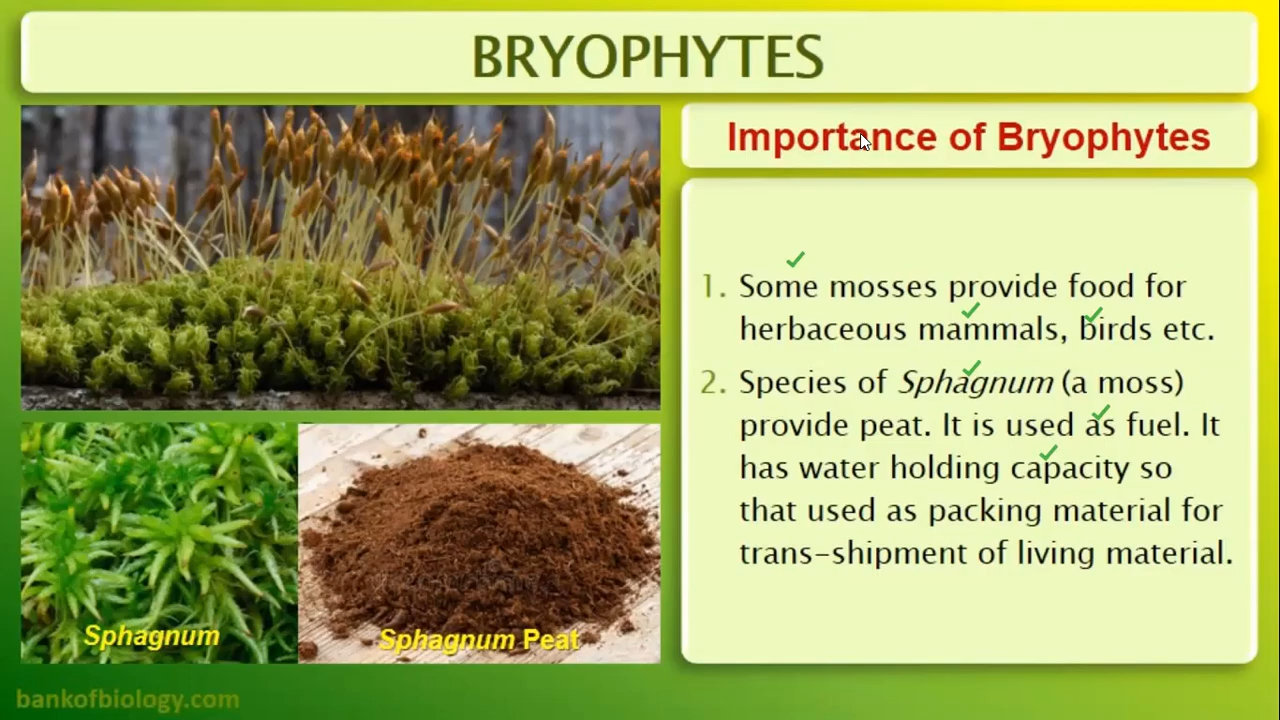 BRYOPHYTES
Importance of Bryophytes
1. Some mosses provide food for
herbaceous mammals, birds etc.
2. Species of Sphagnum (a moss)
provide peat. It is used as fuel. It
has water holding capacity so
that used as packing material for
trans-shipment of living material.
Sphagnum
Sphagnum Peat
bankofbiology.com